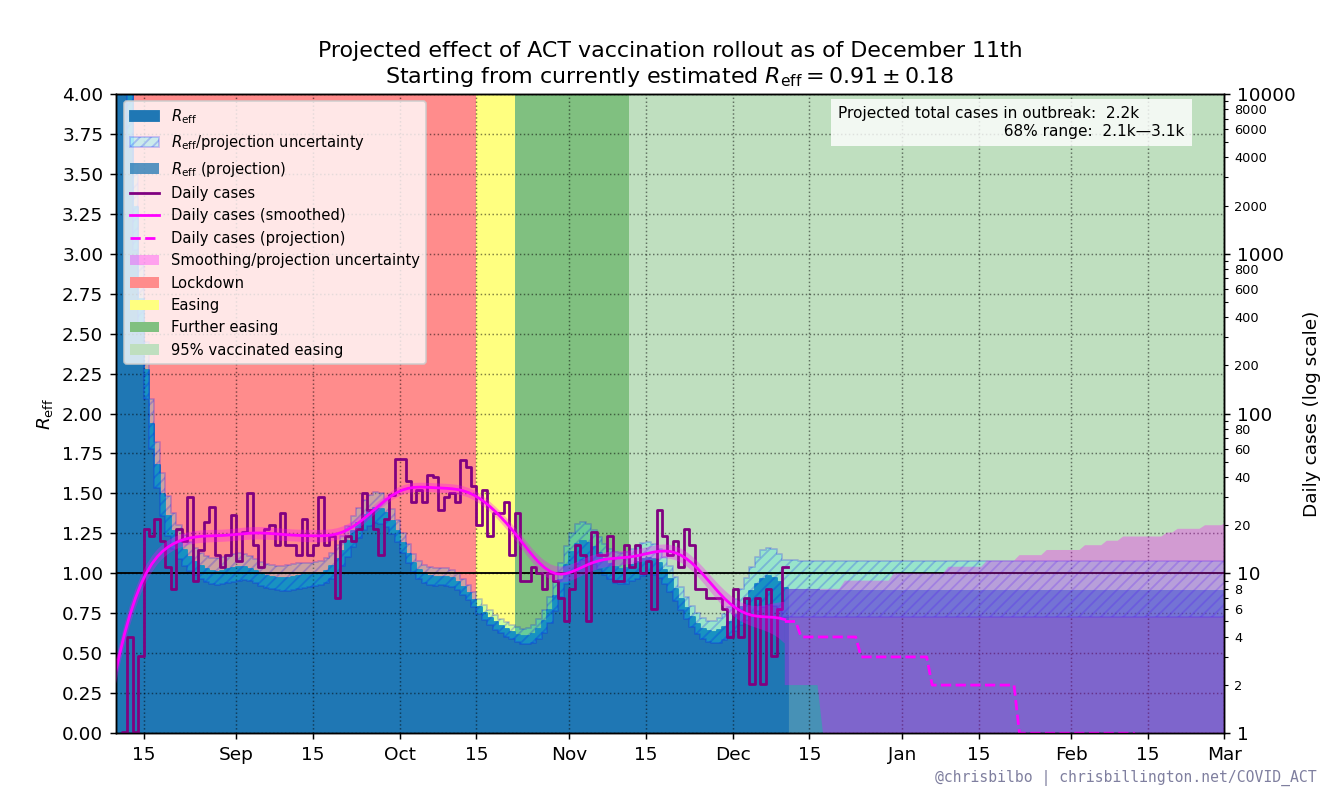 Projected effect of ACT vaccination rollout as of December 11th
Starting from currently estimated R_eff = 0.91 ± 0.18
4.00
3.75
3.50
3.25
3.00
2.75
2.50
2.25
2.00
1.75
1.50
1.25
1.00
0.75
0.50
0.25
0.00
R_eff
R_eff
R_eff/projection uncertainty
R_eff (projection)
Daily cases
Daily cases (smoothed)
Daily cases (projection)
Smoothing/projection uncertainty
Lockdown
Easing
Further easing
95% vaccinated easing
Projected total cases in outbreak: 2.2k
68% range: 2.1k—3.1k
10000
8000
6000
4000
2000
1000
800
600
400
200
100
80
60
40
20
10
8
6
4
2
1
Daily cases (log scale)
15 Sep 15 Oct 15 Nov 15 Dec 15 Jan 15 Feb 15 Mar
@chrisbilbo | chrisbillington.net/COVID_ACT